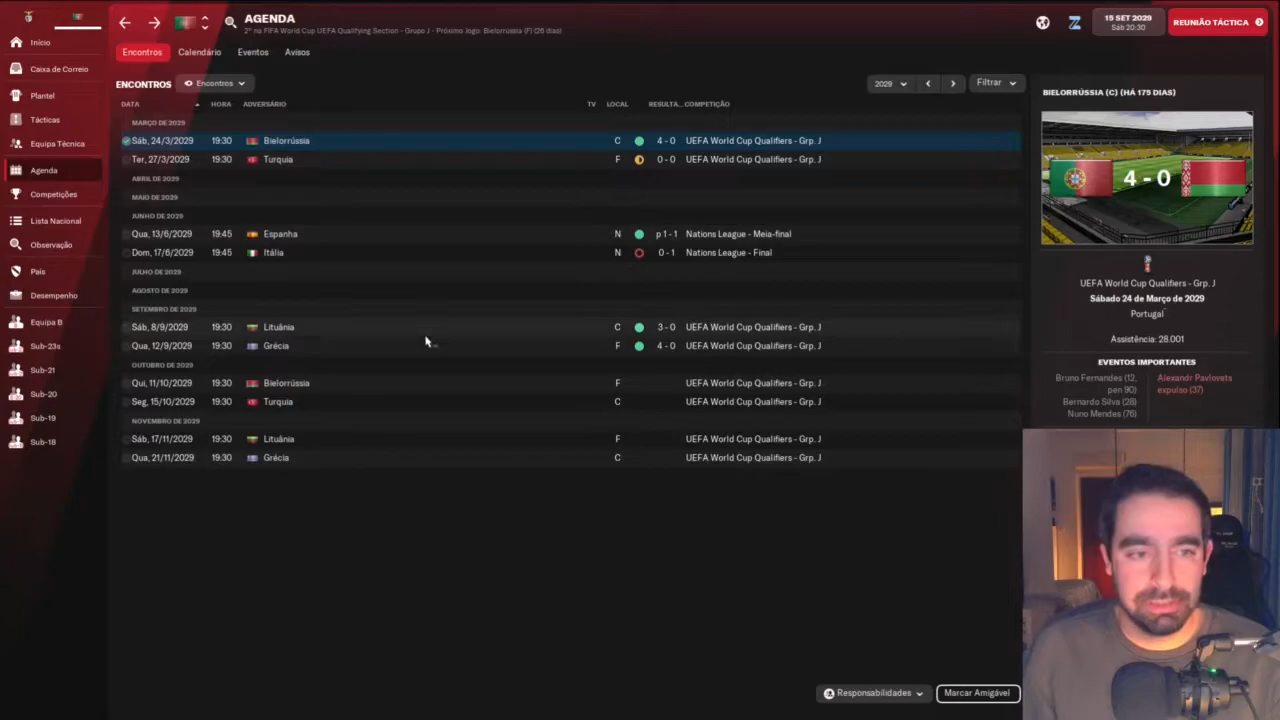 AGENDA
2º na FIFA World Cup UEFA Qualifying Section - Grupo J - Próximo Jogo: Bielorrússia (F) (26 dias)
15 SET 2029
Sáb 20:30
REUNIÃO TÁCTICA
Início
Caixa de Correio
Plantel
Tácticas
Equipa Técnica
Agenda
Competições
Lista Nacional
Observação
País
Desempenho
Equipa B
Sub-23s
Sub-21
Sub-20
Sub-19
Sub-18
Encontros Calendário Eventos Avisos
ENCONTROS Encontros 2029 Filtrar
DATA HORA ADVERSÁRIO TV LOCAL RESULTA... COMPETIÇÃO
MARÇO DE 2029
Sáb, 24/3/2029 19:30 Bielorrússia C 4 - 0 UEFA World Cup Qualifiers - Grp. J
Ter, 27/3/2029 19:30 Turquia F 0 - 0 UEFA World Cup Qualifiers - Grp. J
ABRIL DE 2029
MAIO DE 2029
JUNHO DE 2029
Qua, 13/6/2029 19:45 Espanha N p 1 - 1 Nations League - Meia-final
Dom, 17/6/2029 19:45 Itália N 0 - 1 Nations League - Final
JULHO DE 2029
AGOSTO DE 2029
SETEMBRO DE 2029
Sáb, 8/9/2029 19:30 Lituânia C 3 - 0 UEFA World Cup Qualifiers - Grp. J
Qua, 12/9/2029 19:30 Grécia F 4 - 0 UEFA World Cup Qualifiers - Grp. J
OUTUBRO DE 2029
Qui, 11/10/2029 19:30 Bielorrússia F UEFA World Cup Qualifiers - Grp. J
Seg, 15/10/2029 19:30 Turquia C UEFA World Cup Qualifiers - Grp. J
NOVEMBRO DE 2029
Sáb, 17/11/2029 19:30 Lituânia F UEFA World Cup Qualifiers - Grp. J
Qua, 21/11/2029 19:30 Grécia C UEFA World Cup Qualifiers - Grp. J
BIELORRÚSSIA (C) (HÁ 175 DIAS)
4 - 0
UEFA World Cup Qualifiers - Grp. J
Sábado 24 de Março de 2029
Portugal
Assistência: 28.001
EVENTOS IMPORTANTES
Bruno Fernandes (12,
pen 90)
Bernardo Silva (28)
Nuno Mendes (76)
Alexandr Pavlovets
expulso (37)
Responsabilidades
Marcar Amigável